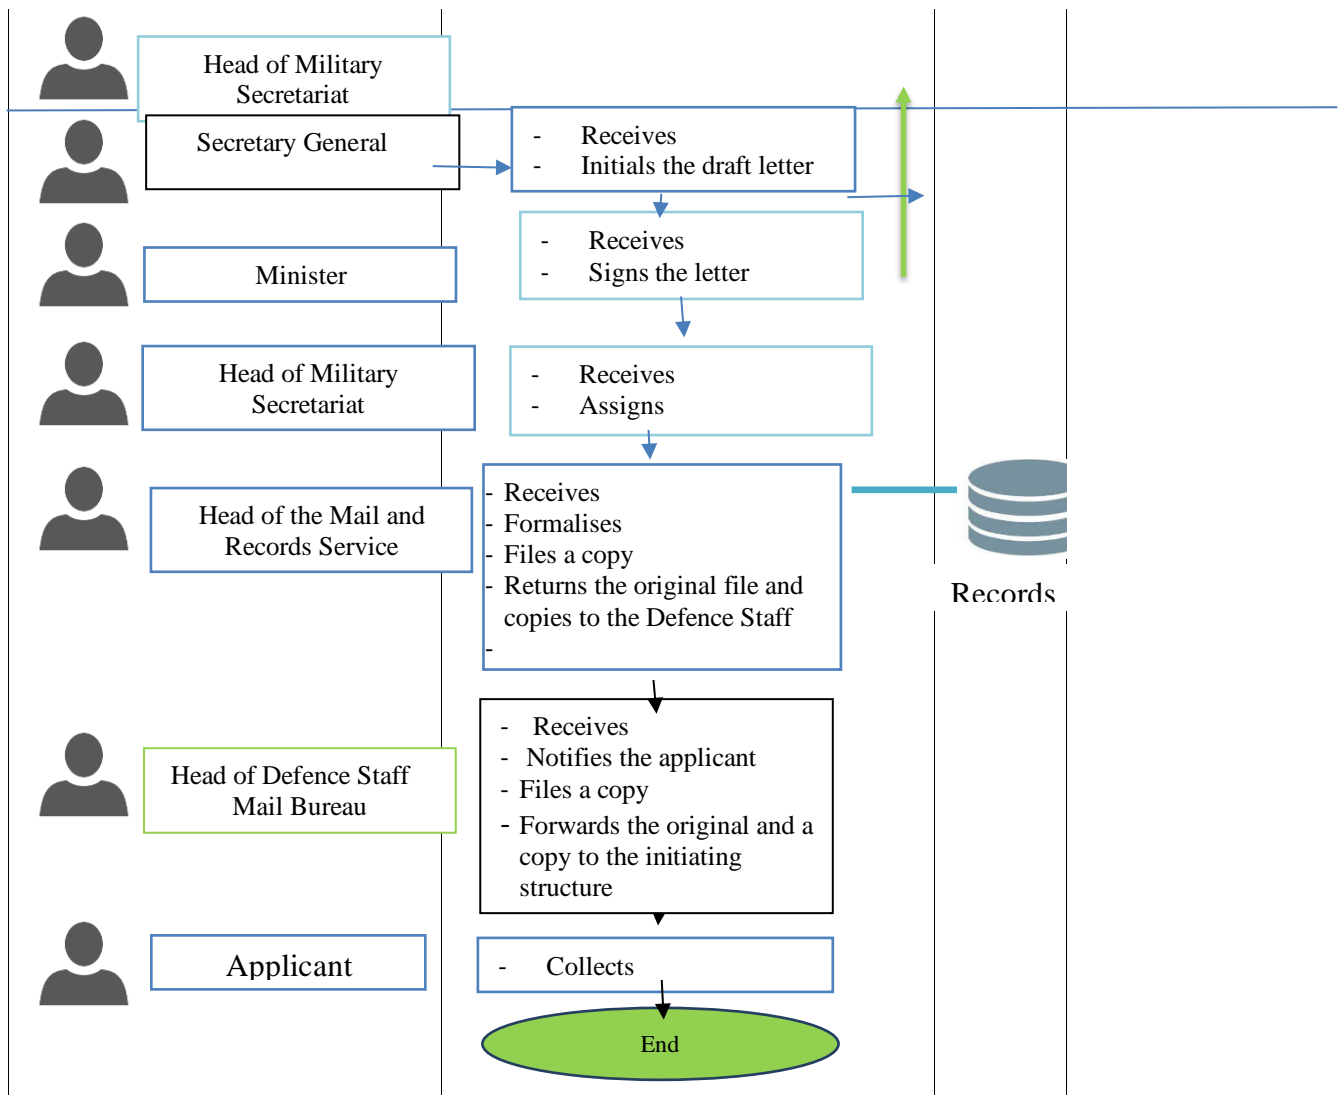 Head of Military
Secretariat
Secretary General
- Receives
- Initials the draft letter
Minister
- Receives
- Signs the letter
Head of Military
Secretariat
- Receives
- Assigns
Head of the Mail and
Records Service
- Receives
- Formalises
- Files a copy
- Returns the original file and
copies to the Defence Staff
-
Records
Head of Defence Staff
Mail Bureau
- Receives
- Notifies the applicant
- Files a copy
- Forwards the original and a
copy to the initiating
structure
Applicant
- Collects
End